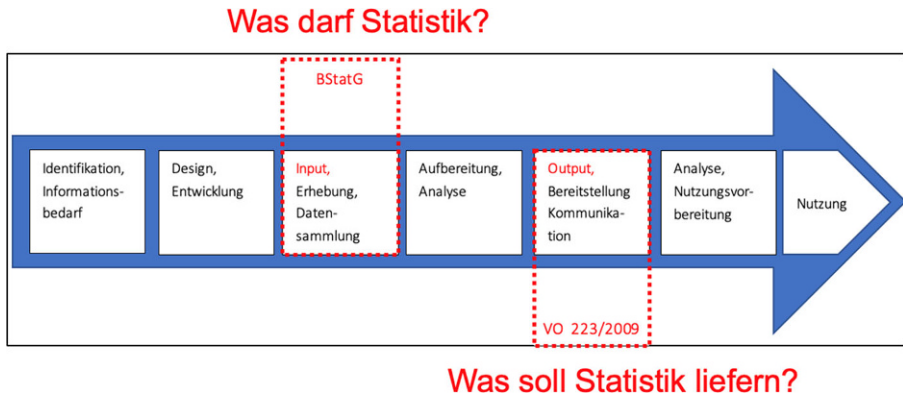 Was darf Statistik?
BStatG
Identifikation,
Informations-
bedarf
Design,
Entwicklung
Input,
Erhebung,
Daten-
sammlung
Aufbereitung,
Analyse
Output,
Bereitstellung
Kommunika-
tion
Analyse,
Nutzungsvor-
bereitung
Nutzung
VO 223/2009
Was soll Statistik liefern?